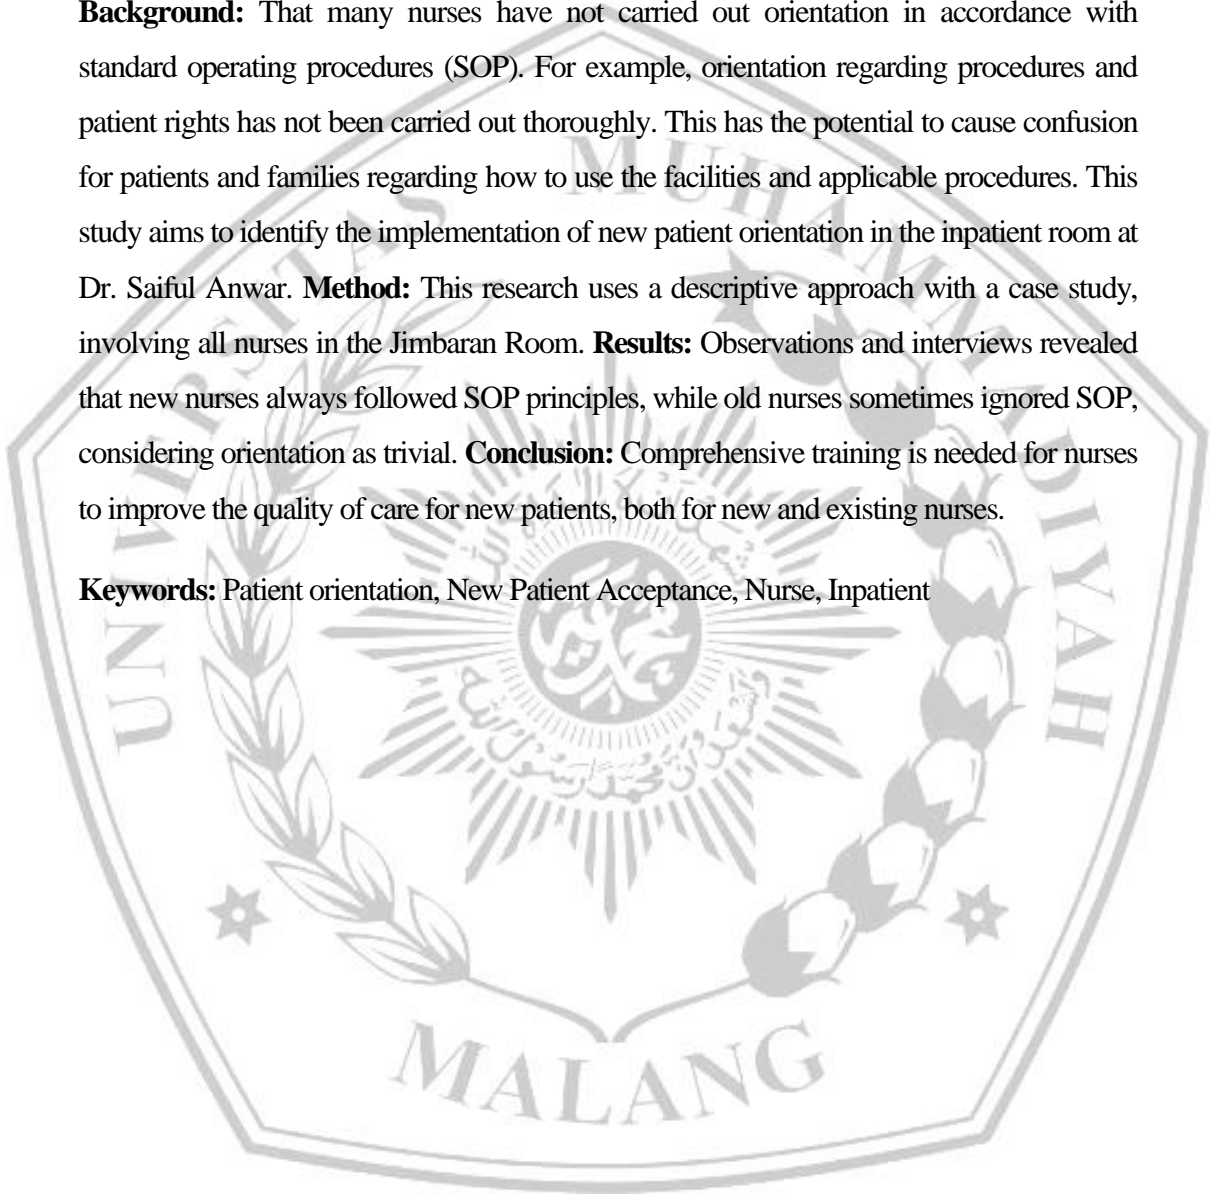 Background: That many nurses have not carried out orientation in accordance with
standard operating procedures (SOP). For example, orientation regarding procedures and
patient rights has not been carried out thoroughly. This has the potential to cause confusion
for patients and families regarding how to use the facilities and applicable procedures. This
study aims to identify the implementation of new patient orientation in the inpatient room at
Dr. Saiful Anwar. Method: This research uses a descriptive approach with a case study,
involving all nurses in the Jimbaran Room. Results: Observations and interviews revealed
that new nurses always followed SOP principles, while old nurses sometimes ignored SOP,
considering orientation as trivial. Conclusion: Comprehensive training is needed for nurses
to improve the quality of care for new patients, both for new and existing nurses.
Keywords: Patient orientation, New Patient Acceptance, Nurse, Inpatient
UNIVERSITAS MUHAMMADIYAH
MALANG